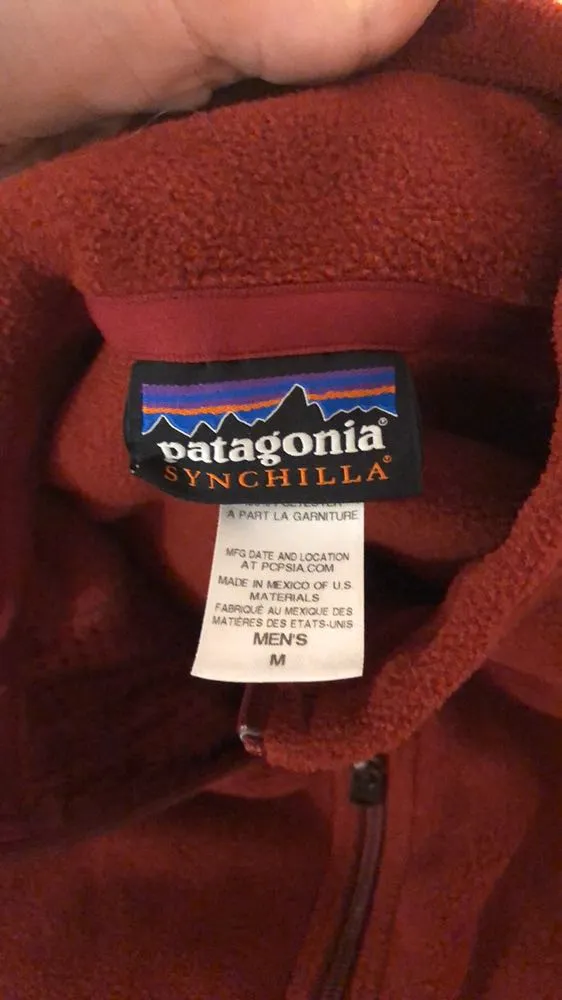 patagonia®
SYNCHILLA®
A PART LA GARNITURE
MFG DATE AND LOCATION
AT PCPSIA.COM
MADE IN MEXICO OF U.S.
MATERIALS
FABRIQUÉ AU MEXIQUE DES
MATIÈRES DES ETATS-UNIS
MEN'S
M